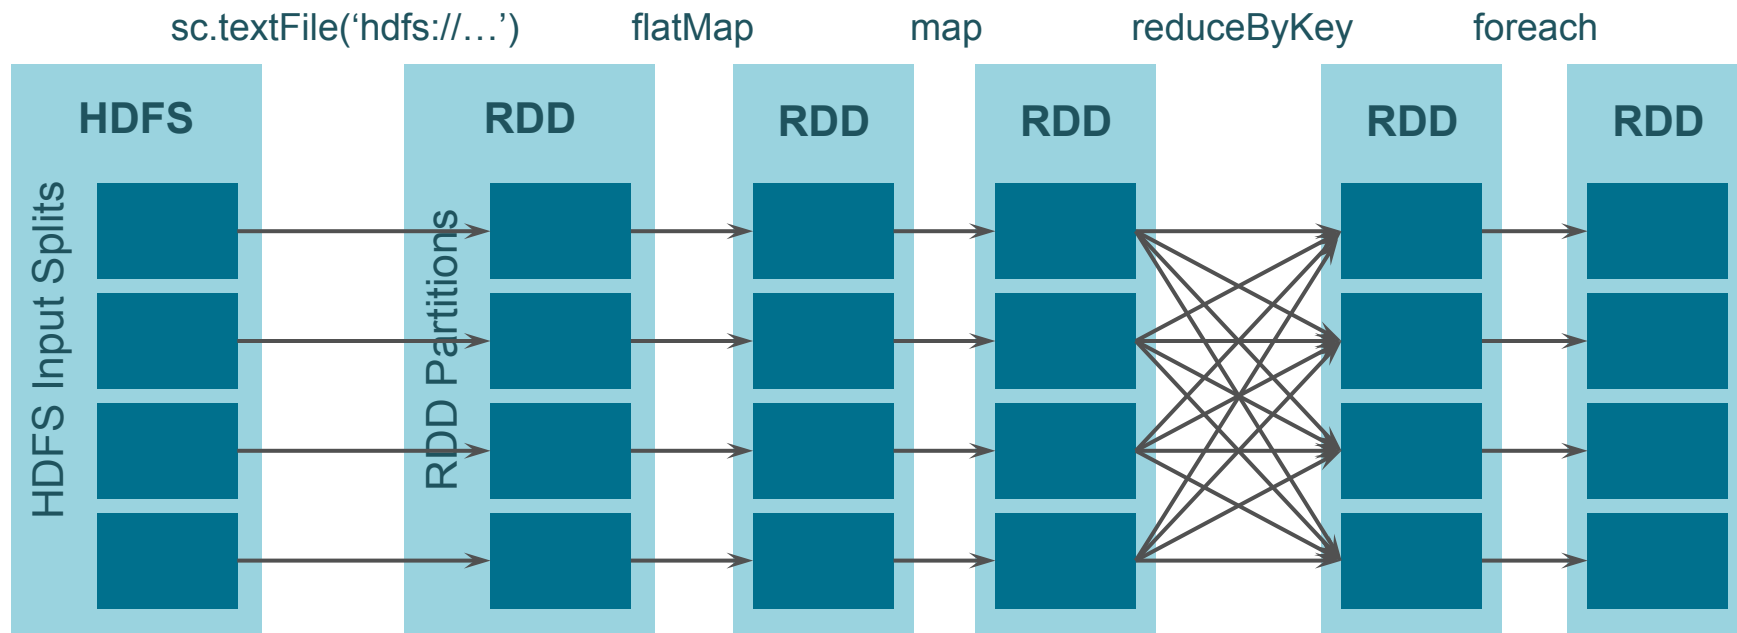 sc.textFile(‘hdfs://…’) flatMap map reduceByKey foreach
HDFS RDD RDD RDD RDD RDD
HDFS Input Splits
RDD Partitions